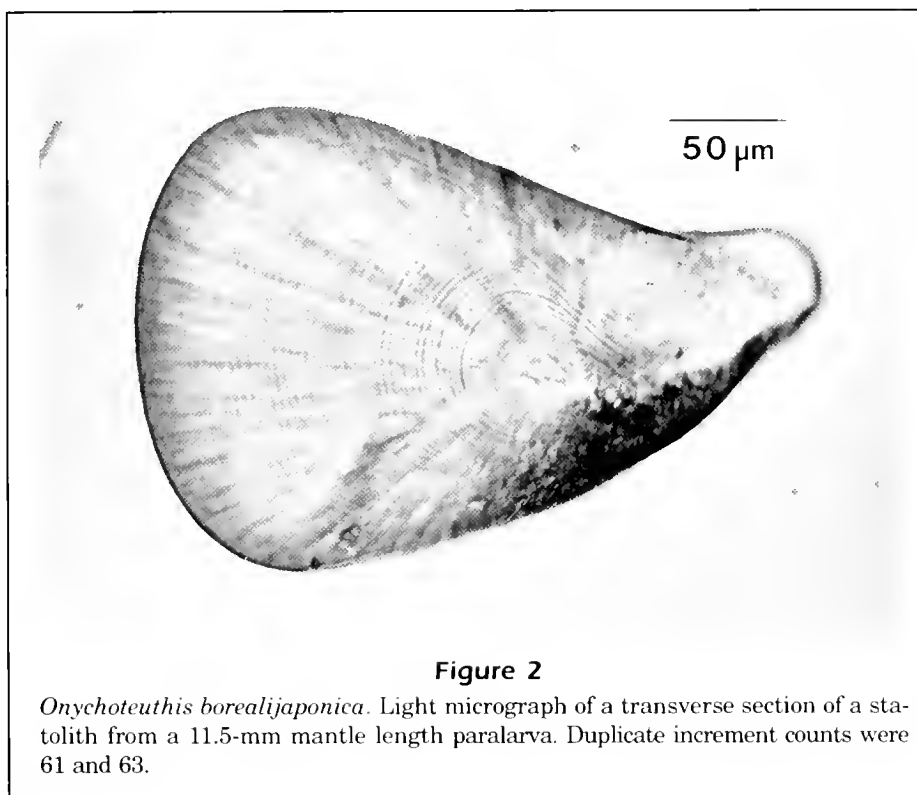 50 µm
Figure 2
Onychoteuthis borealijaponica. Light micrograph of a transverse section of a sta-
tolith from a 11.5-mm mantle length paralarva. Duplicate increment counts were
61 and 63.